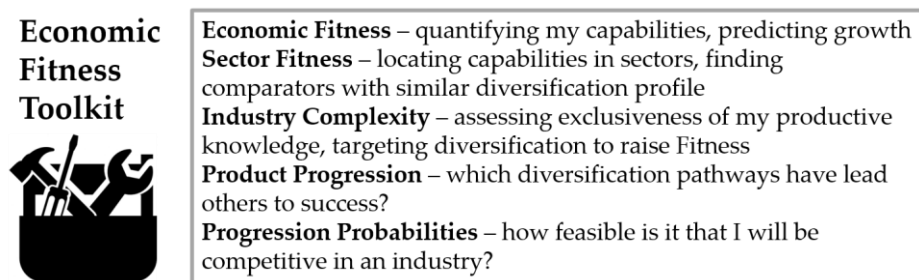 Economic
Fitness
Toolkit
Economic Fitness – quantifying my capabilities, predicting growth
Sector Fitness – locating capabilities in sectors, finding
comparators with similar diversification profile
Industry Complexity – assessing exclusiveness of my productive
knowledge, targeting diversification to raise Fitness
Product Progression – which diversification pathways have lead
others to success?
Progression Probabilities – how feasible is it that I will be
competitive in an industry?